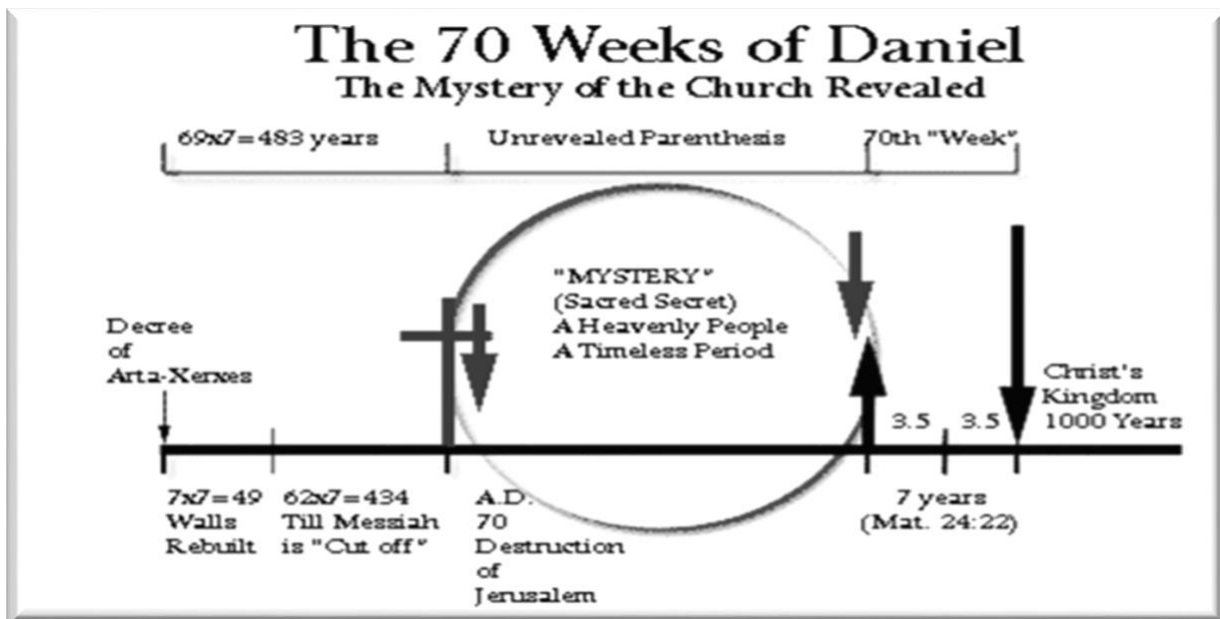 The 70 Weeks of Daniel
The Mystery of the Church Revealed
69x7=483 years
Unrevealed Parenthesis
70th "Week"
"MYSTERY"
(Sacred Secret)
A Heavenly People
A Timeless Period
Decree
of
Arta-Xerxes
Christ's
Kingdom
1000 Years
3.5
3.5
7x7=49
Walls
Rebuilt
62x7=434
Till Messiah
is "Cut off"
A.D.
70
Destruction
of
Jerusalem
7 years
(Mat. 24:22)